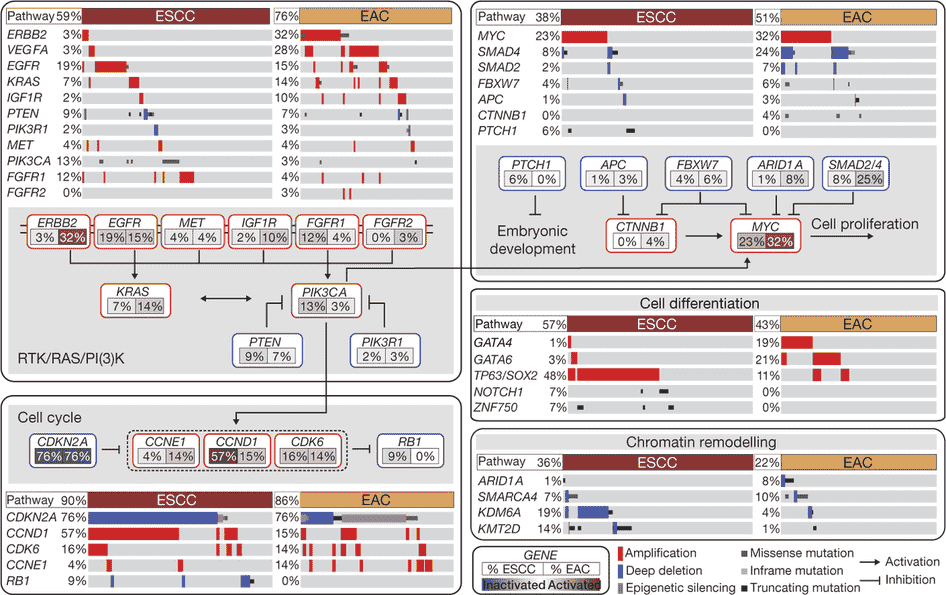 Pathway 59% ESCC 76% EAC
ERBB2 3% 32%
VEGFA 3% 28%
EGFR 19% 15%
KRAS 7% 14%
IGF1R 2% 10%
PTEN 9% 7%
PIK3R1 2% 3%
MET 4% 4%
PIK3CA 13% 3%
FGFR1 12% 4%
FGFR2 0% 3%
ERBB2 EGFR MET IGF1R FGFR1 FGFR2
3% 32% 19% 15% 4% 4% 2% 10% 12% 4% 0% 3%
KRAS PIK3CA
7% 14% 13% 3%
PTEN PIK3R1
9% 7% 2% 3%
RTK/RAS/PI(3)K
Cell cycle
CDKN2A CCNE1 CCND1 CDK6 RB1
76% 76% 4% 14% 57% 15% 16% 14% 9% 0%
Pathway 90% ESCC 86% EAC
CDKN2A 76% 76%
CCND1 57% 15%
CDK6 16% 14%
CCNE1 4% 14%
RB1 9% 0%
Pathway 38% ESCC 51% EAC
MYC 23% 32%
SMAD4 8% 24%
SMAD2 2% 7%
FBXW7 4% 6%
APC 1% 3%
CTNNB1 0% 4%
PTCH1 6% 0%
PTCH1 APC FBXW7 ARID1A SMAD2/4
6% 0% 1% 3% 4% 6% 1% 8% 8% 25%
Embryonic
development
CTNNB1 MYC Cell proliferation
0% 4% 23% 32%
Cell differentiation
Pathway 57% ESCC 43% EAC
GATA4 1% 19%
GATA6 3% 21%
TP63/SOX2 48% 11%
NOTCH1 7% 0%
ZNF750 7% 0%
Chromatin remodelling
Pathway 36% ESCC 22% EAC
ARID1A 1% 8%
SMARCA4 7% 10%
KDM6A 19% 4%
KMT2D 14% 1%
GENE
% ESCC % EAC
Inactivated Activated
Amplification
Deep deletion
Epigenetic silencing
Missense mutation
Inframe mutation
Truncating mutation
Activation
Inhibition